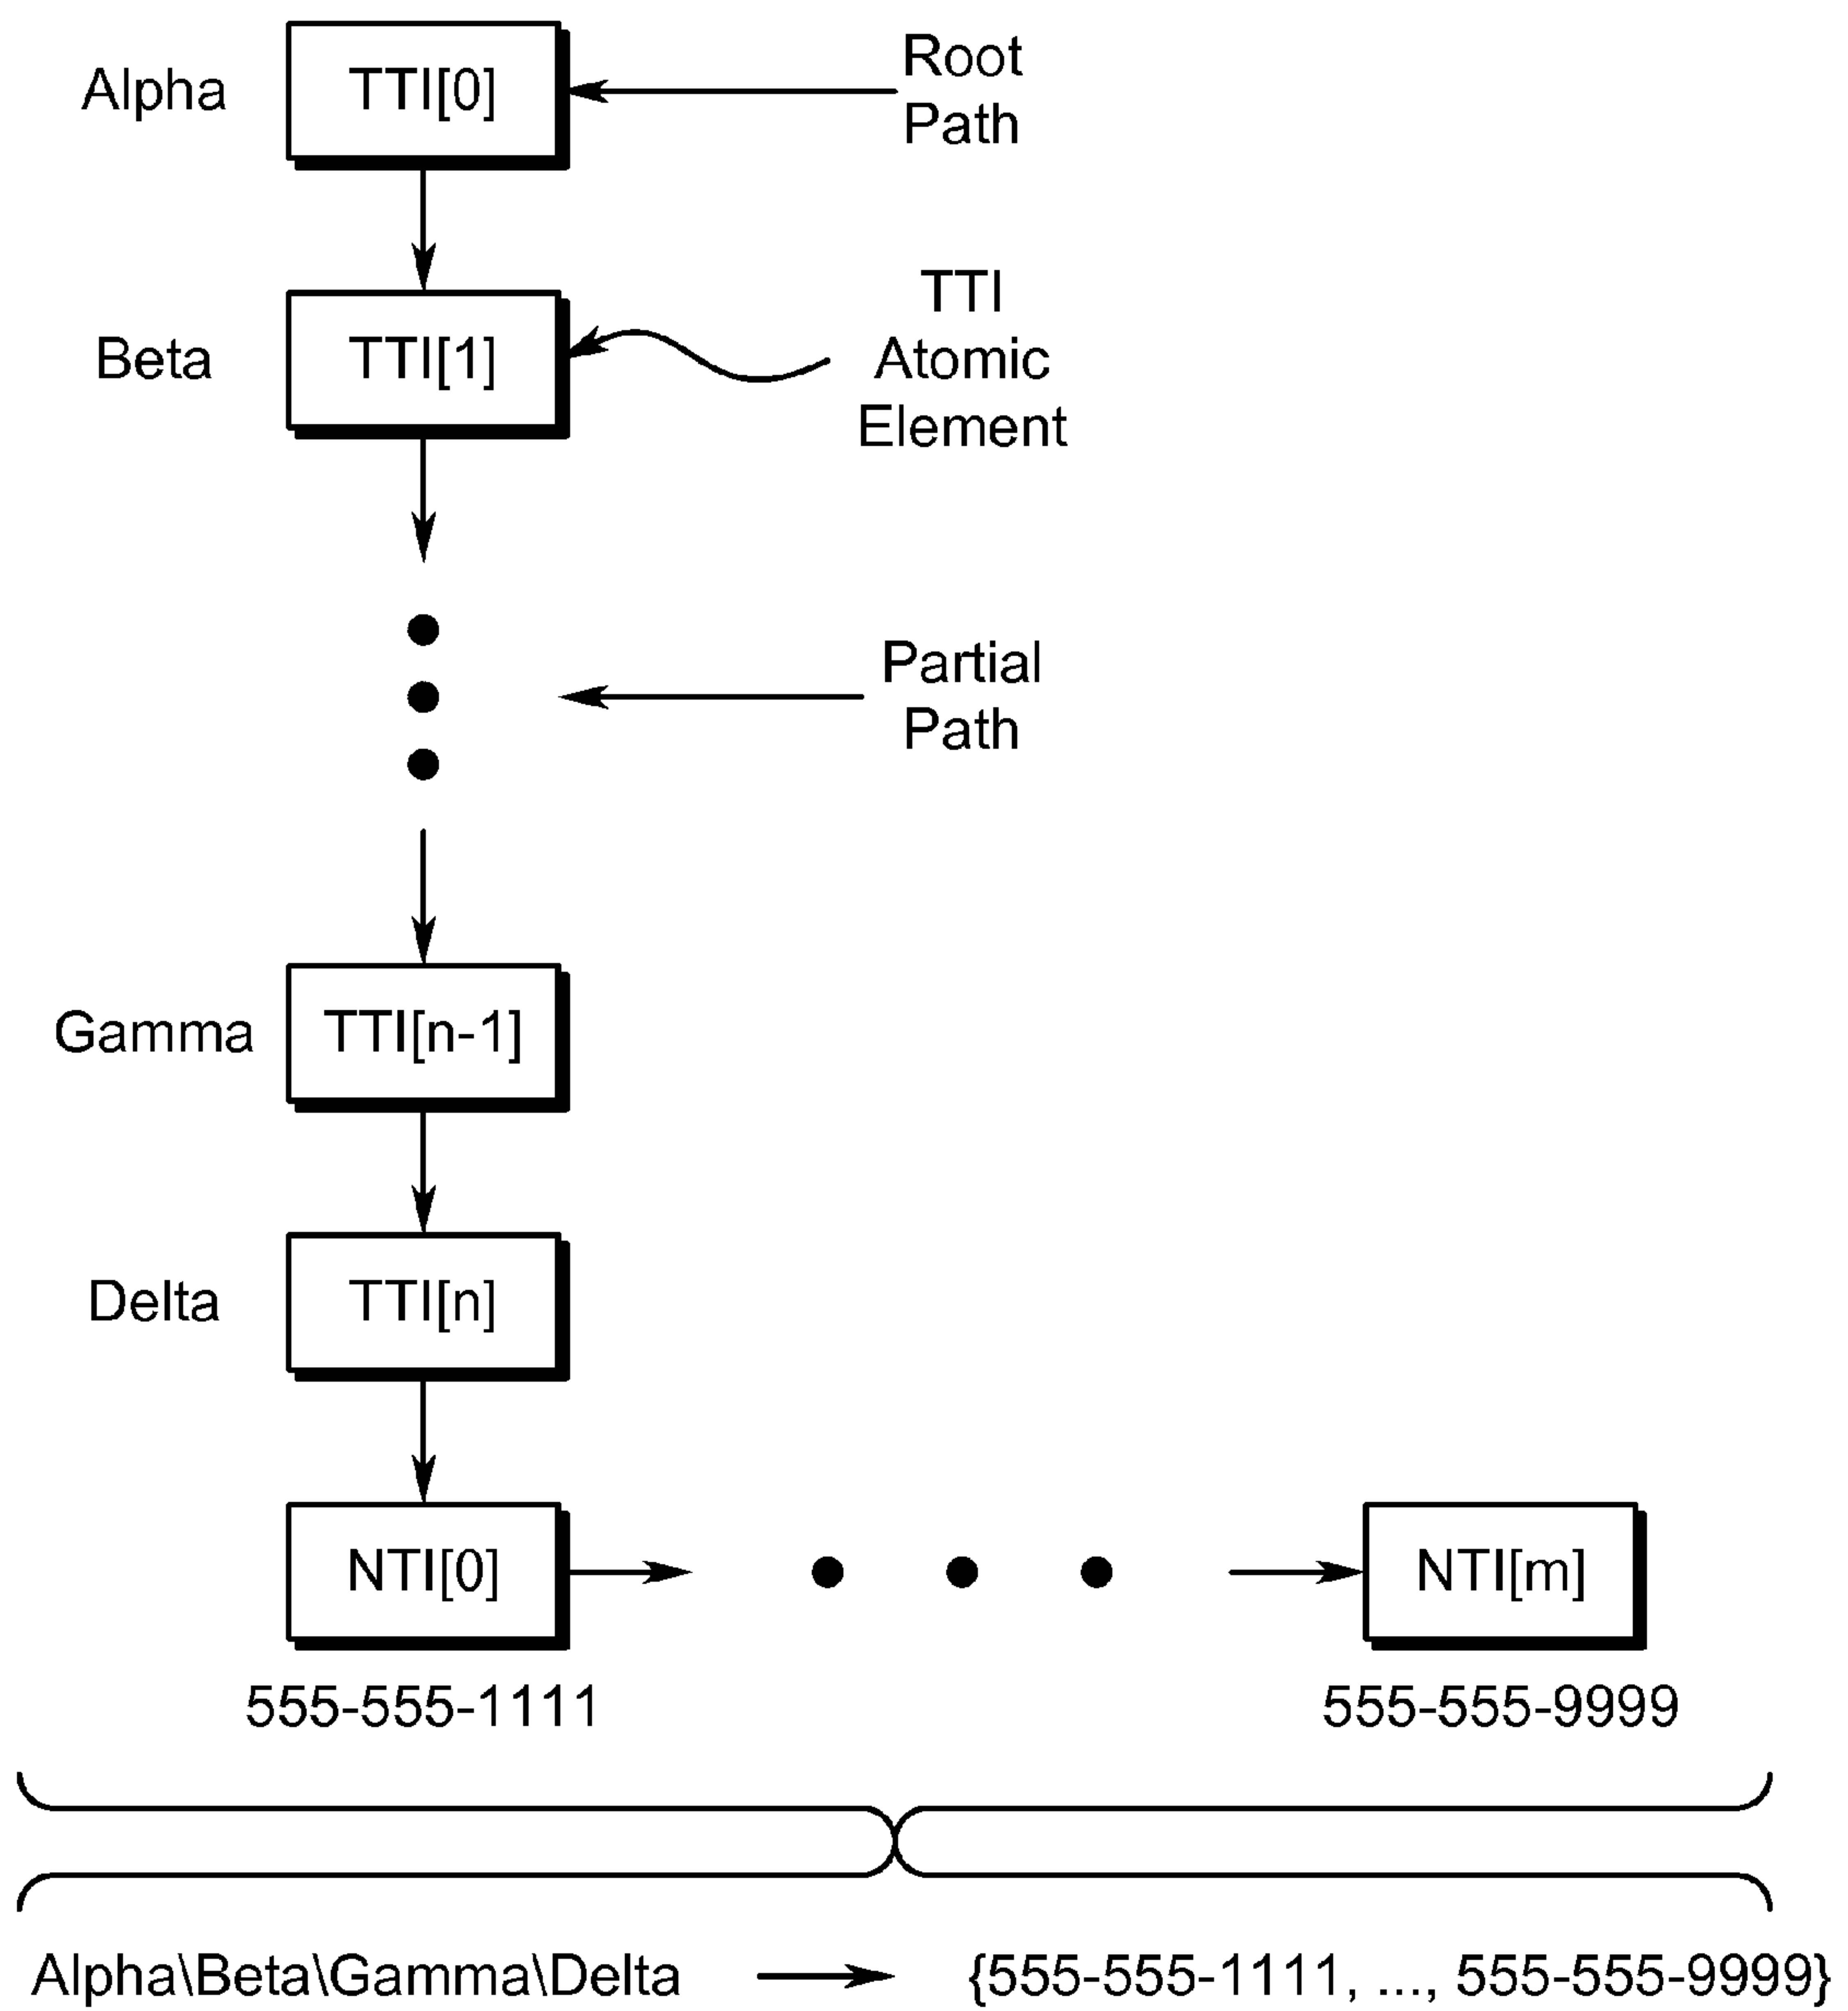 Alpha
TTI[0]
Root
Path
Beta
TTI[1]
TTI
Atomic
Element
Partial
Path
Gamma
TTI[n-1]
Delta
TTI[n]
NTI[0]
NTI[m]
555-555-1111
555-555-9999
Alpha\Beta\Gamma\Delta
{555-555-1111, ..., 555-555-9999}